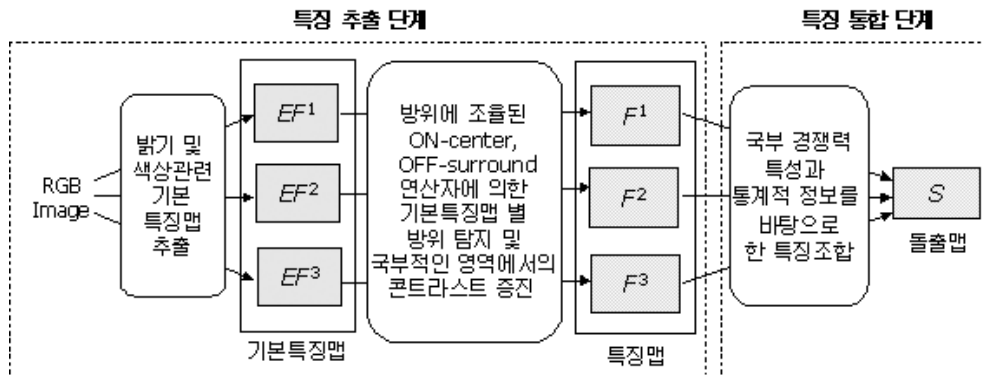 특징 추출 단계
특징 통합 단계
RGB
Image
밝기 및
색상관련
기본
특징맵
추출
EF1
EF2
EF3
기본특징맵
방위에 조율된
ON-center,
OFF-surround
연산자에 의한
기본특징맵 별
방위 탐지 및
국부적인 영역에서의
콘트라스트 증진
F1
F2
F3
특징맵
국부 경쟁력
특성과
통계적 정보를
바탕으로
한 특징조합
S
돌출맵